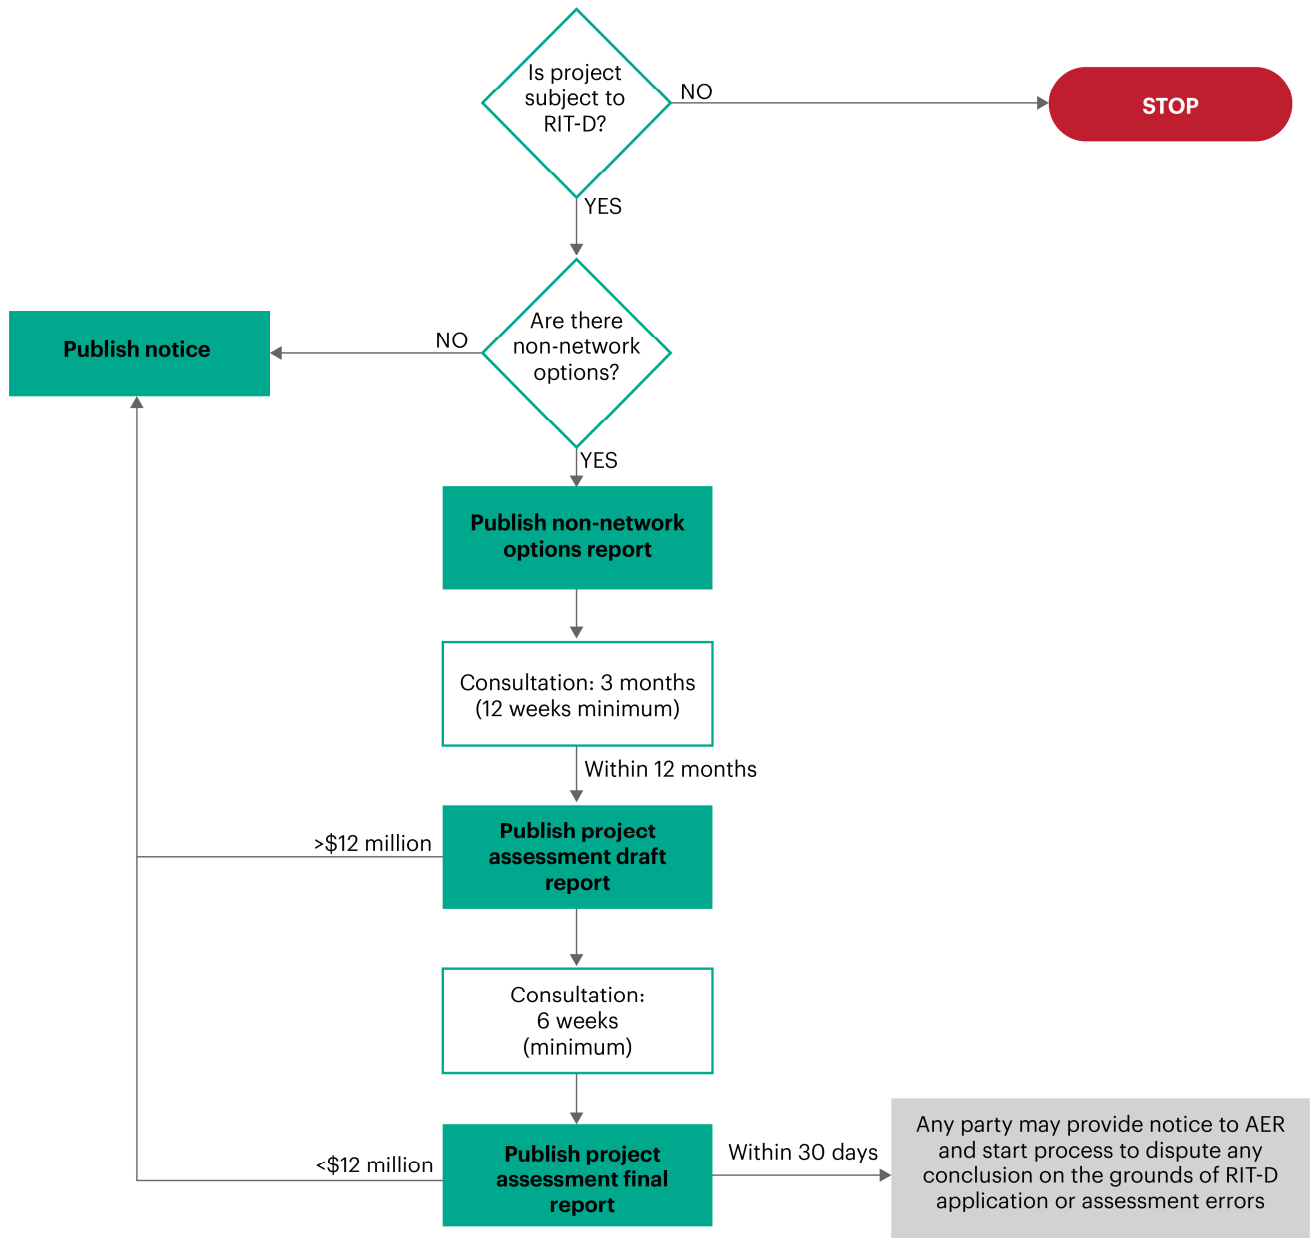 Is project
subject to
RIT-D?
NO
STOP
YES
Are there
non-network
options?
NO
Publish notice
YES
Publish non-network
options report
Consultation: 3 months
(12 weeks minimum)
Within 12 months
>$12 million
Publish project
assessment draft
report
Consultation:
6 weeks
(minimum)
<$12 million
Publish project
assessment final
report
Within 30 days
Any party may provide notice to AER
and start process to dispute any
conclusion on the grounds of RIT-D
application or assessment errors